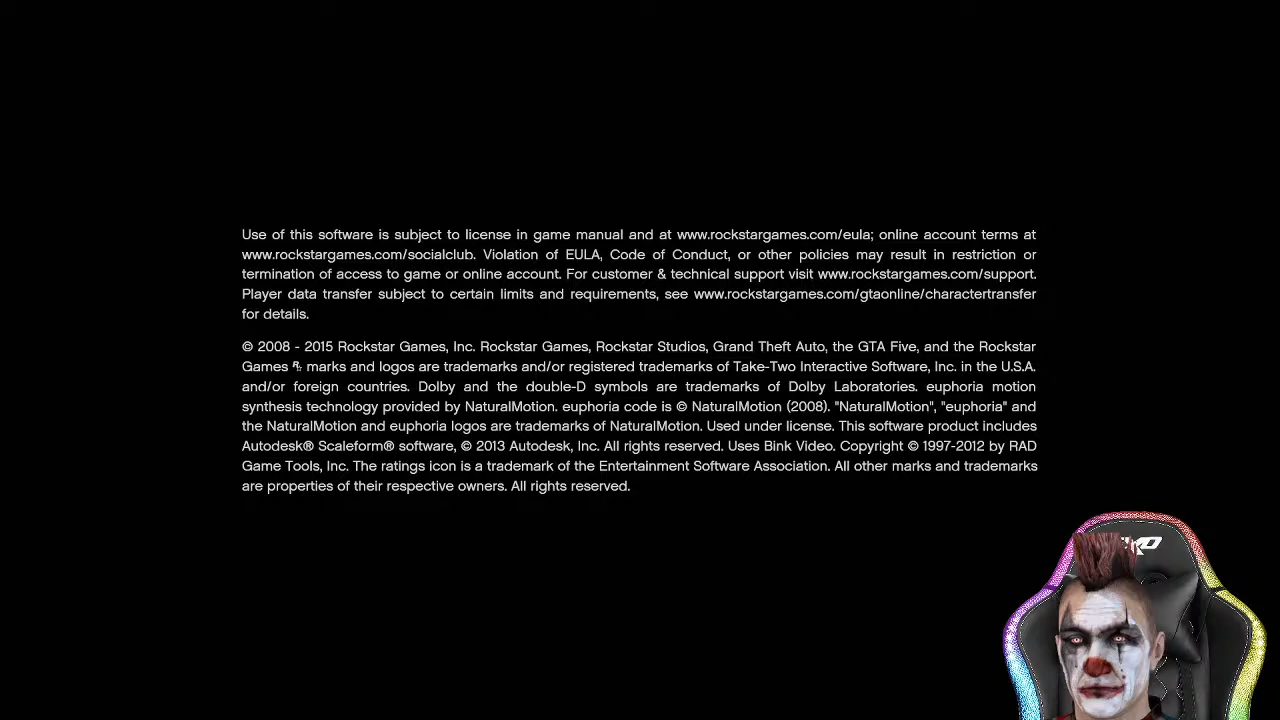 Use of this software is subject to license in game manual and at www.rockstargames.com/eula; online account terms at
www.rockstargames.com/socialclub. Violation of EULA, Code of Conduct, or other policies may result in restriction or
termination of access to game or online account. For customer & technical support visit www.rockstargames.com/support.
Player data transfer subject to certain limits and requirements, see www.rockstargames.com/gtaonline/charactertransfer
for details.
© 2008 - 2015 Rockstar Games, Inc. Rockstar Games, Rockstar Studios, Grand Theft Auto, the GTA Five, and the Rockstar
Games R* marks and logos are trademarks and/or registered trademarks of Take-Two Interactive Software, Inc. in the U.S.A.
and/or foreign countries. Dolby and the double-D symbols are trademarks of Dolby Laboratories. euphoria motion
synthesis technology provided by NaturalMotion. euphoria code is © NaturalMotion (2008). "NaturalMotion", "euphoria" and
the NaturalMotion and euphoria logos are trademarks of NaturalMotion. Used under license. This software product includes
Autodesk® Scaleform® software, © 2013 Autodesk, Inc. All rights reserved. Uses Bink Video. Copyright © 1997-2012 by RAD
Game Tools, Inc. The ratings icon is a trademark of the Entertainment Software Association. All other marks and trademarks
are properties of their respective owners. All rights reserved.